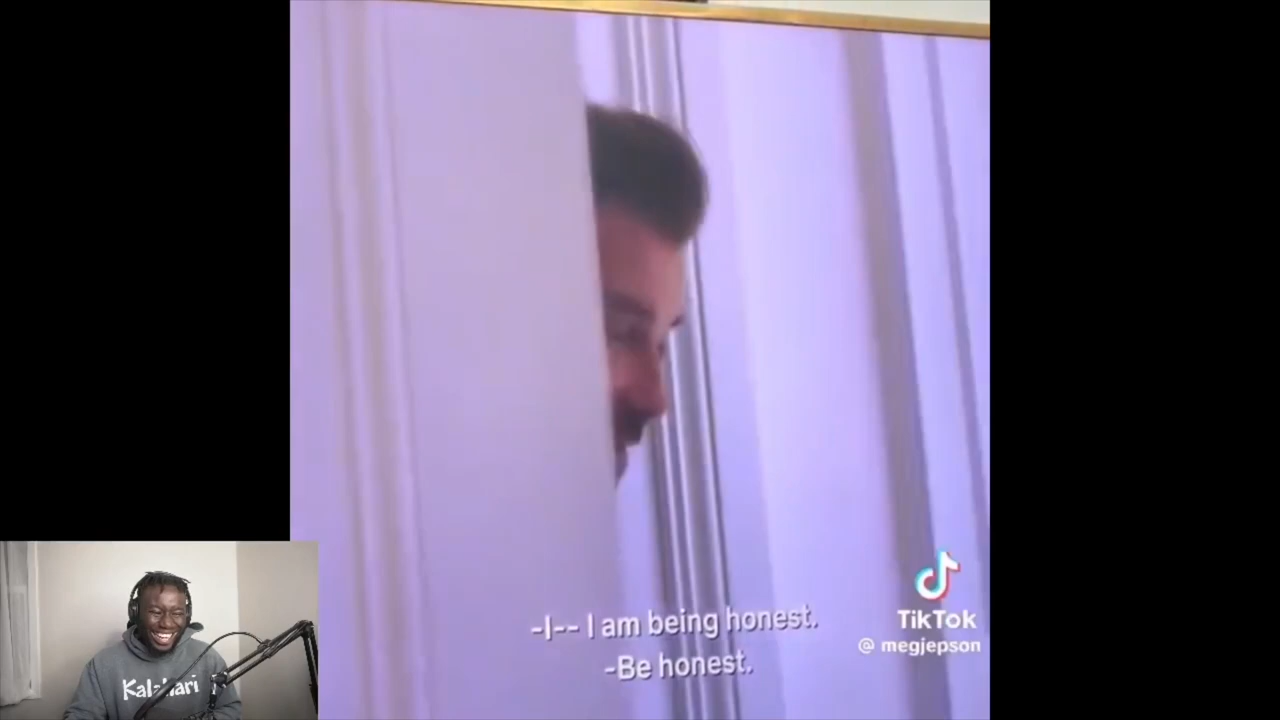 -I-- I am being honest.
-Be honest.
TikTok
@ megjepson
Kalahari